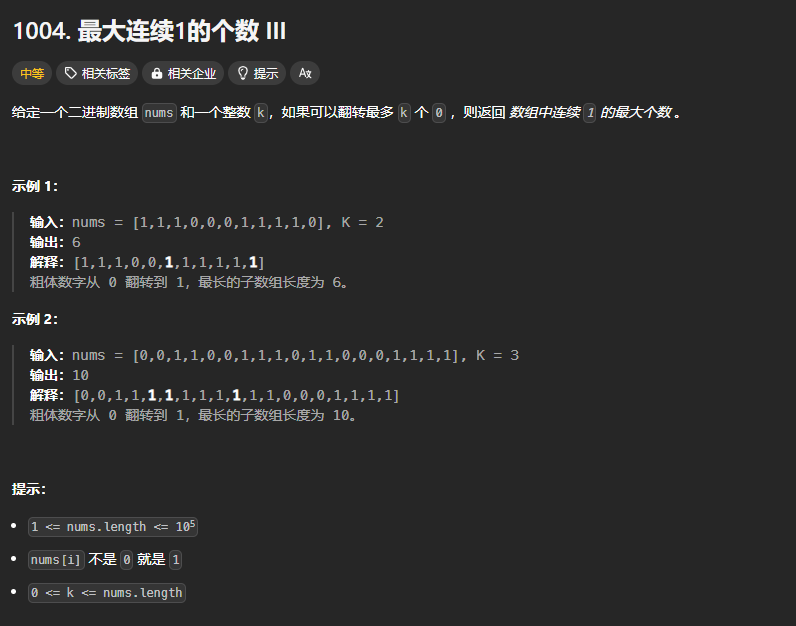 1004. 最大连续1的个数 III
中等 相关标签 相关企业 提示 Aあ
给定一个二进制数组 nums 和一个整数 k，如果可以翻转最多 k 个 0 ，则返回 数组中连续 1 的最大个数 。
示例 1：
输入：nums = [1,1,1,0,0,0,1,1,1,1,0], K = 2
输出：6
解释：[1,1,1,0,0,1,1,1,1,1,1]
粗体数字从 0 翻转到 1，最长的子数组长度为 6。
示例 2：
输入：nums = [0,0,1,1,0,0,1,1,1,0,1,1,0,0,0,1,1,1,1], K = 3
输出：10
解释：[0,0,1,1,1,1,1,1,1,1,1,1,0,0,0,1,1,1,1]
粗体数字从 0 翻转到 1，最长的子数组长度为 10。
提示：
1 <= nums.length <= 10⁵
nums[i] 不是 0 就是 1
0 <= k <= nums.length